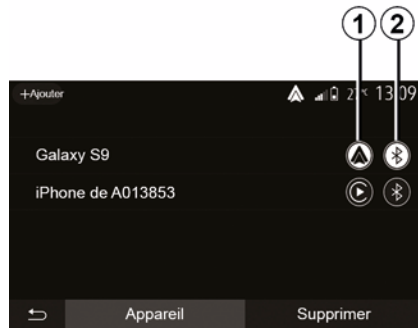 1 2
+Ajouter 13:09
Galaxy S9
iPhone de A013853
Appareil Supprimer